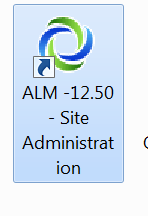 ALM -12.50
- Site
Administrat
ion